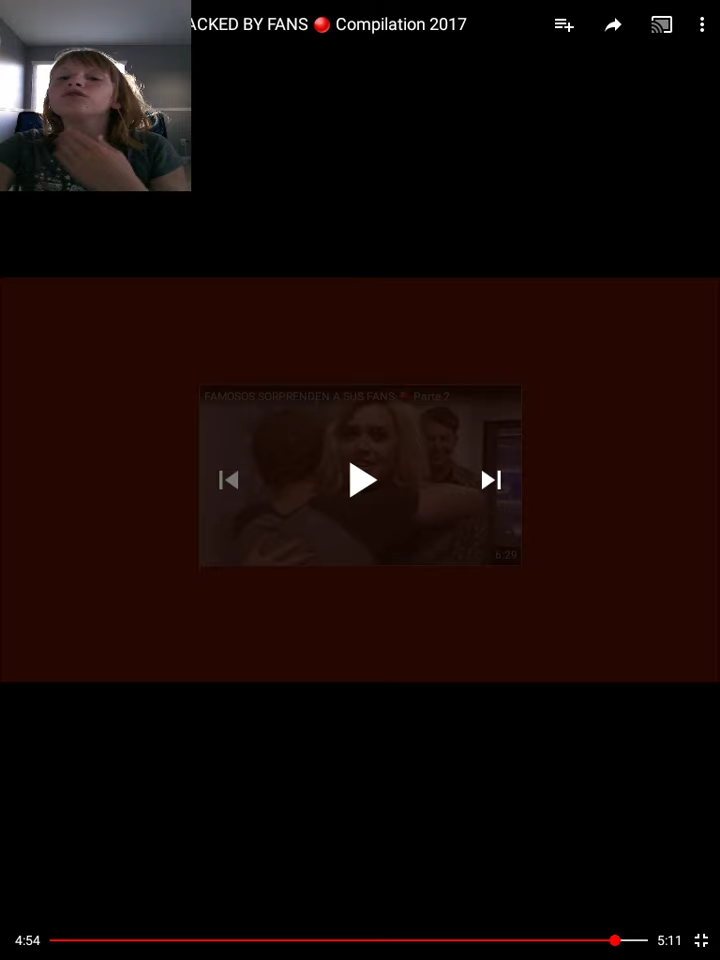 ACKED BY FANS 🔴 Compilation 2017
FAMOSOS SORPRENDEN A SUS FANS 🔴 Parte 2
6:29
4:54
5:11